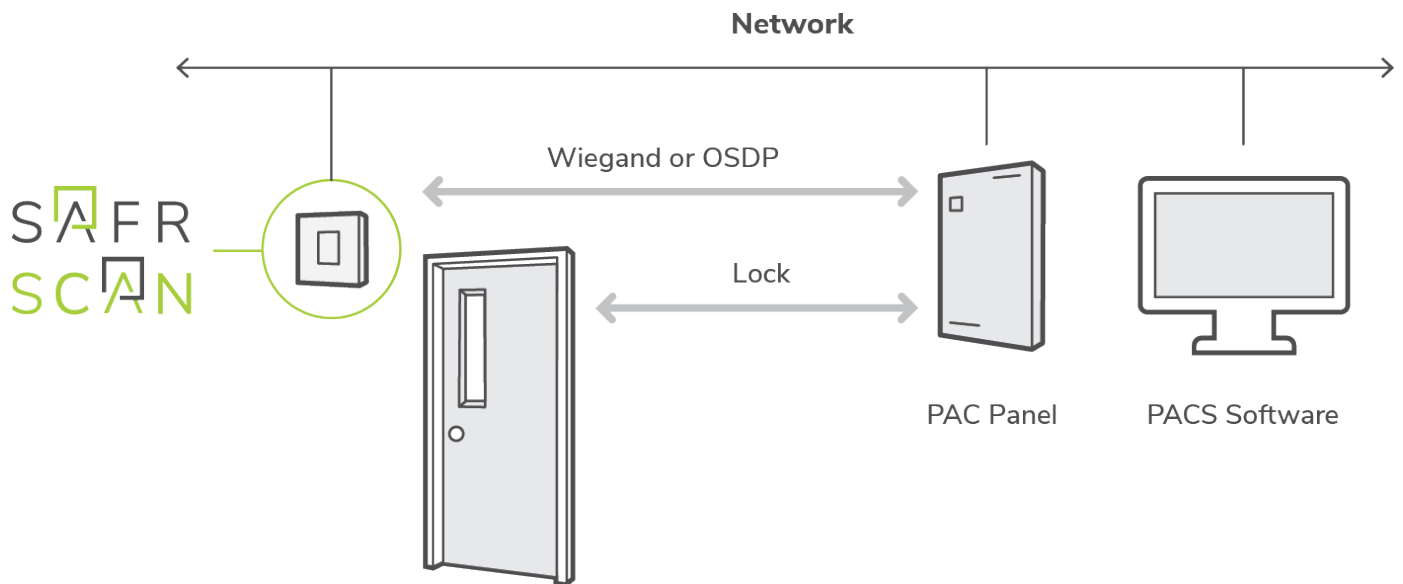 Network
Wiegand or OSDP
SAFR
SCAN
Lock
PAC Panel
PACS Software